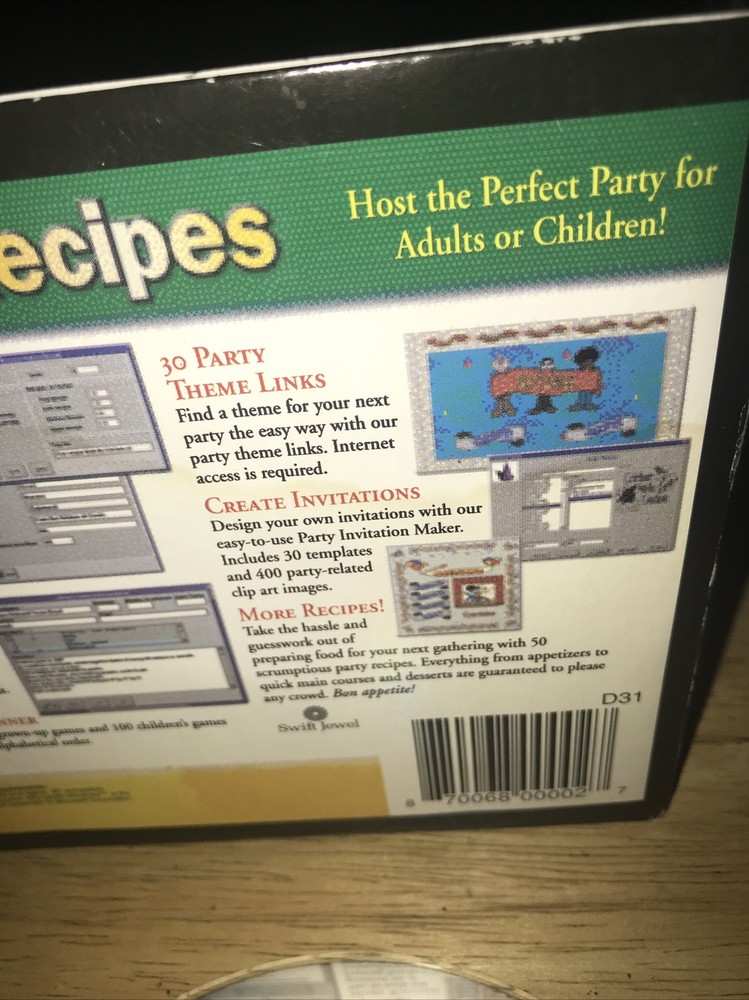 ecipes
Host the Perfect Party for
Adults or Children!
30 PARTY
THEME LINKS
Find a theme for your next
party the easy way with our
party theme links. Internet
access is required.
CREATE INVITATIONS
Design your own invitations with our
easy-to-use Party Invitation Maker.
Includes 30 templates
and 400 party-related
clip art images.
MORE RECIPES!
Take the hassle and
guesswork out of
preparing food for your next gathering with 50
scrumptious party recipes. Everything from appetizers to
quick main courses and desserts are guaranteed to please
any crowd. Bon appetite!
NNER
grown-up games and 100 children's games
lphabetical order.
Swift Jewel
D31
8 70068 00002 7